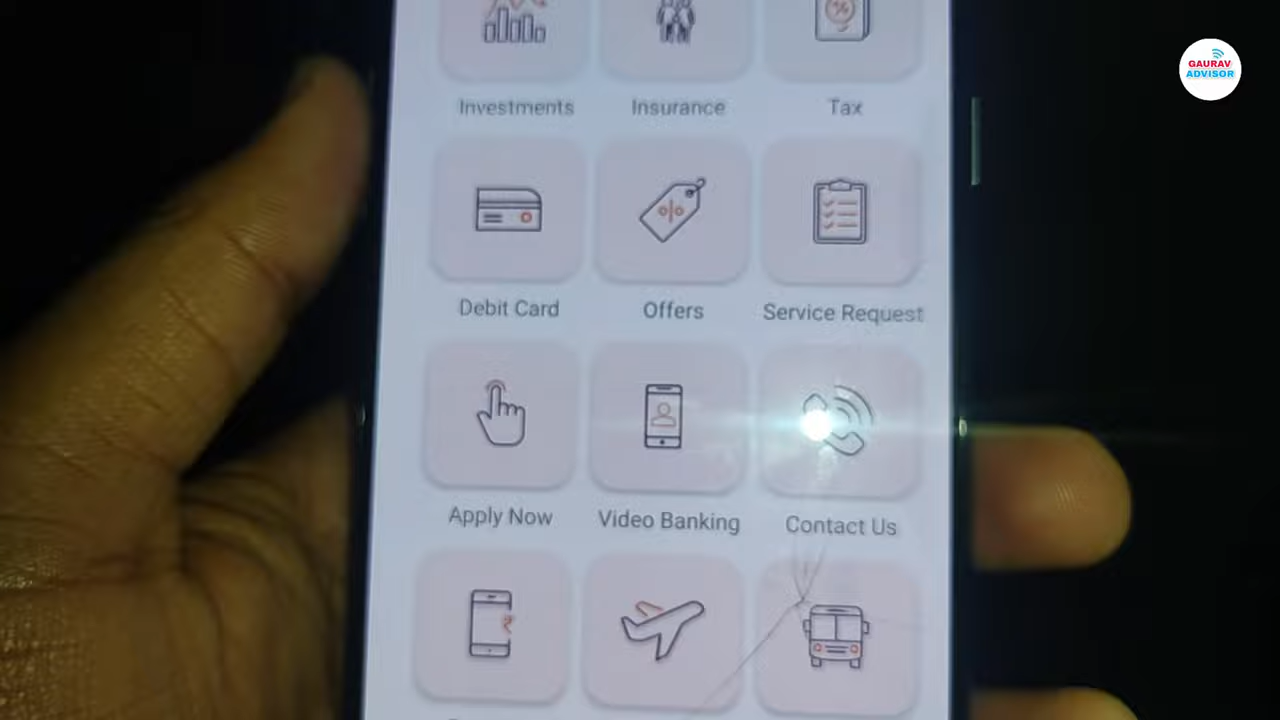 GAURAV
ADVISOR
Investments
Insurance
Tax
Debit Card
Offers
Service Request
Apply Now
Video Banking
Contact Us